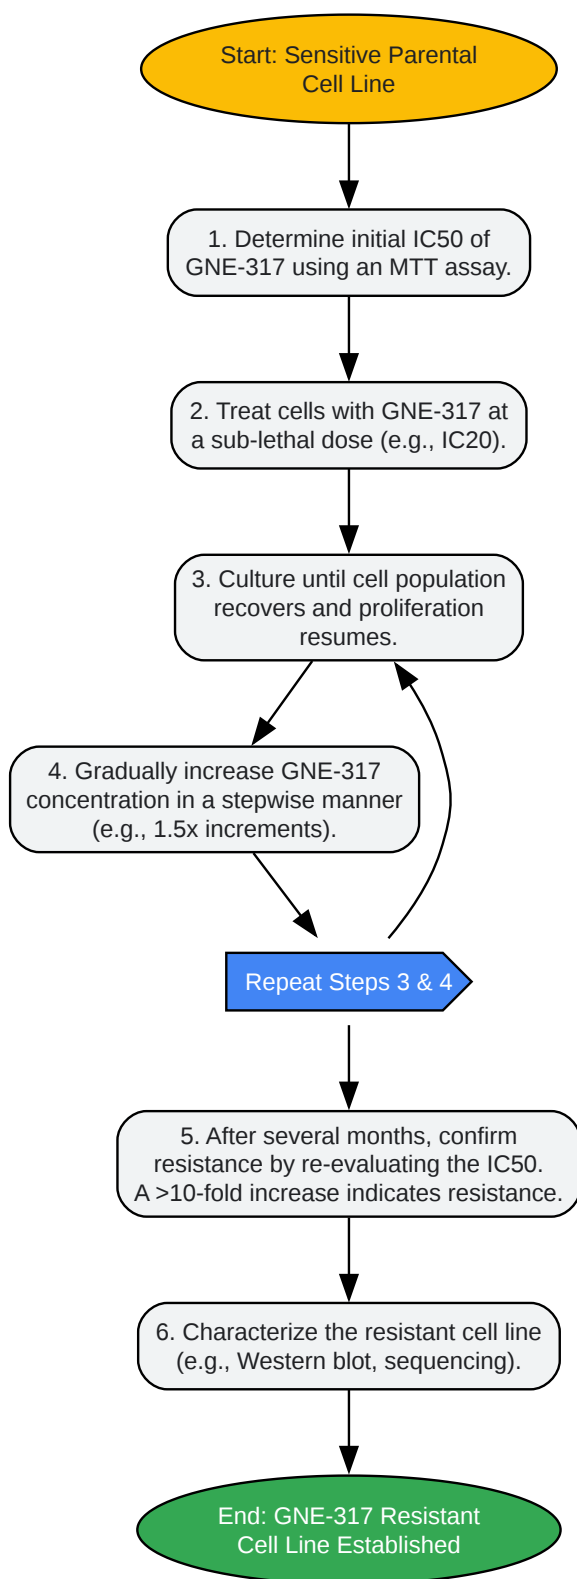 Start: Sensitive Parental
Cell Line
1. Determine initial IC50 of
GNE-317 using an MTT assay.
2. Treat cells with GNE-317 at
a sub-lethal dose (e.g., IC20).
3. Culture until cell population
recovers and proliferation
resumes.
4. Gradually increase GNE-317
concentration in a stepwise manner
(e.g., 1.5x increments).
Repeat Steps 3 & 4
5. After several months, confirm
resistance by re-evaluating the IC50.
A >10-fold increase indicates resistance.
6. Characterize the resistant cell line
(e.g., Western blot, sequencing).
End: GNE-317 Resistant
Cell Line Established